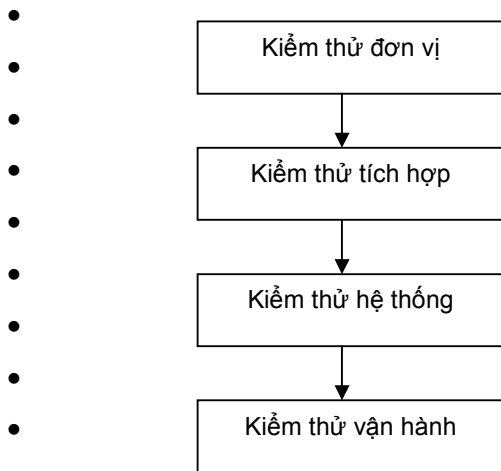 Kiểm thử đơn vị
Kiểm thử tích hợp
Kiểm thử hệ thống
Kiểm thử vận hành